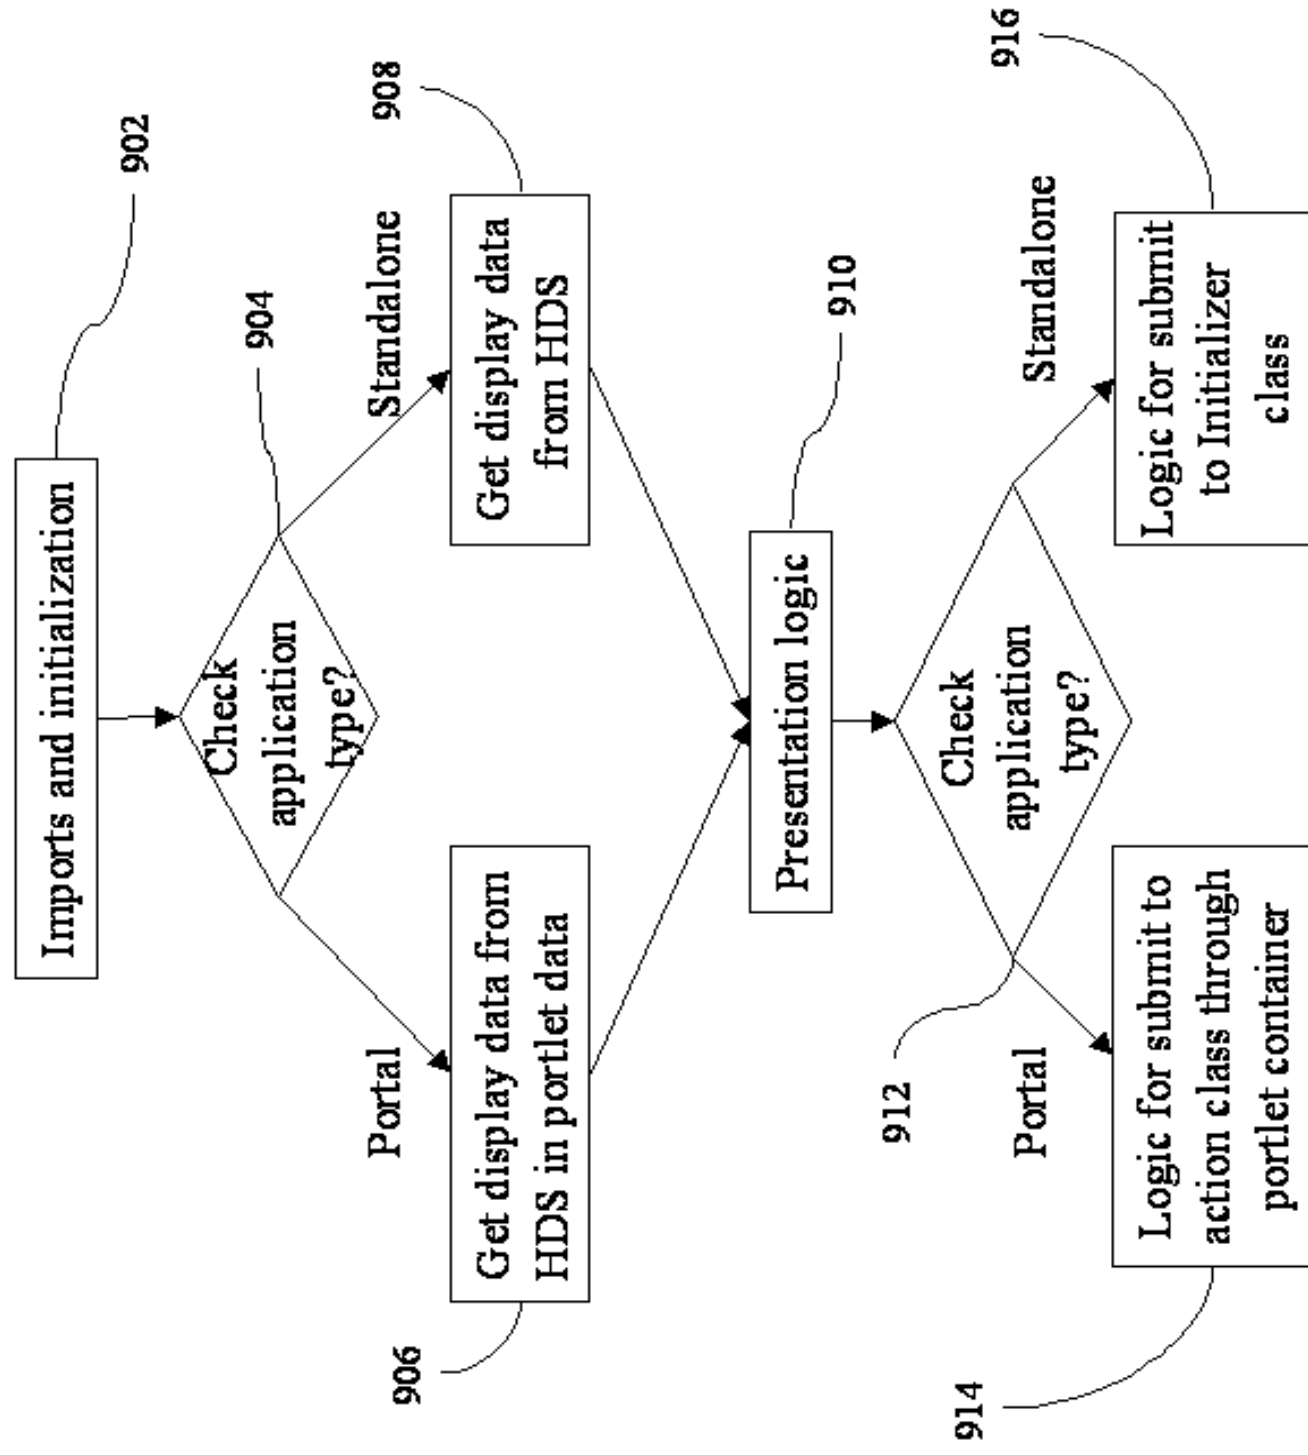 902
Imports and initialization
904
Check
application
type?
Portal
Standalone
906
Get display data from
HDS in portlet data
908
Get display data
from HDS
910
Presentation logic
912
Check
application
type?
Portal
Standalone
914
Logic for submit to
action class through
portlet container
916
Logic for submit
to Initializer
class